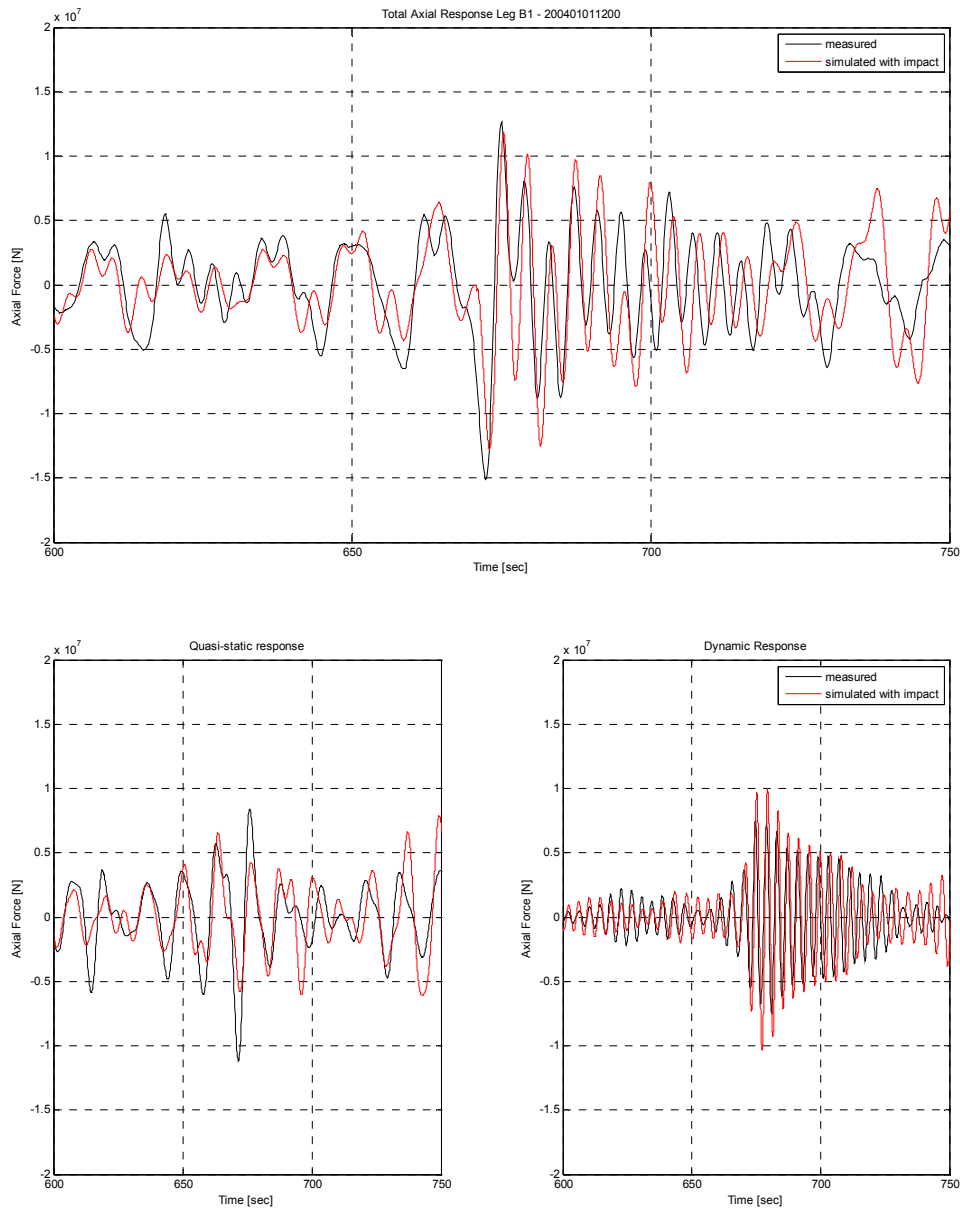 Total Axial Response Leg B1 - 200401011200
x 10^7
measured
simulated with impact
2
1.5
1
0.5
0
-0.5
-1
-1.5
-2
Axial Force [N]
600
650
700
750
Time [sec]
Quasi-static response
x 10^7
2
1.5
1
0.5
0
-0.5
-1
-1.5
-2
Axial Force [N]
600
650
700
750
Time [sec]
Dynamic Response
x 10^7
measured
simulated with impact
2
1.5
1
0.5
0
-0.5
-1
-1.5
-2
Axial Force [N]
600
650
700
750
Time [sec]